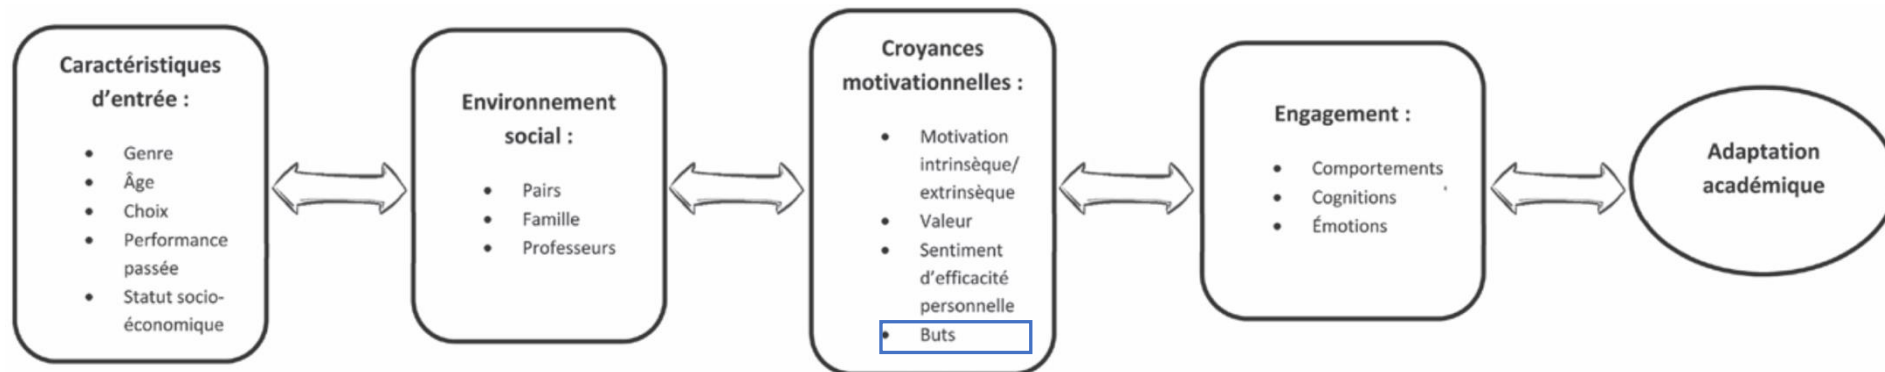 Caractéristiques
d'entrée :
• Genre
• Âge
• Choix
• Performance
passée
• Statut socio-
économique
Environnement
social :
• Pairs
• Famille
• Professeurs
Croyances
motivationnelles :
• Motivation
intrinsèque/
extrinsèque
• Valeur
• Sentiment
d'efficacité
personnelle
• Buts
Engagement :
• Comportements
• Cognitions
• Émotions
Adaptation
académique